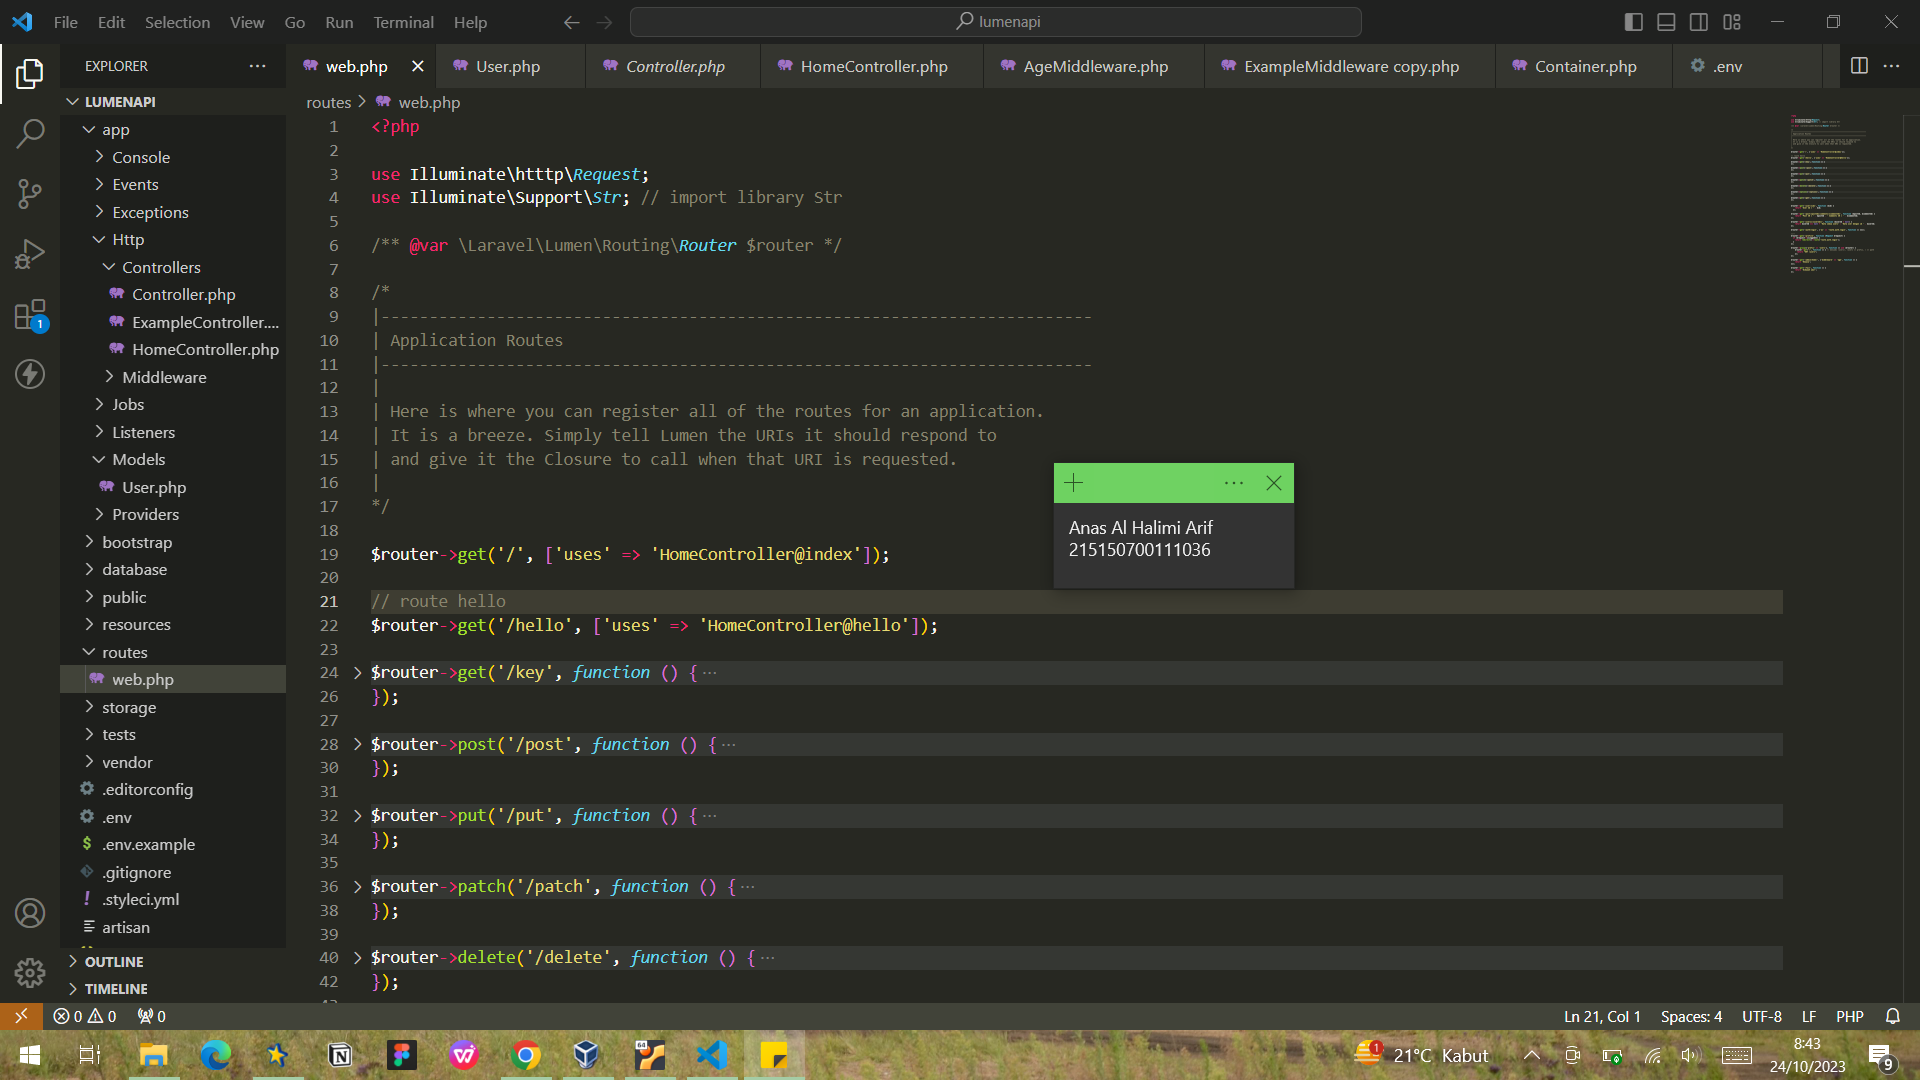 File Edit Selection View Go Run Terminal Help
lumenapi
EXPLORER
web.php
User.php
Controller.php
HomeController.php
AgeMiddleware.php
ExampleMiddleware copy.php
Container.php
.env
LUMENAPI
app
Console
Events
Exceptions
Http
Controllers
Controller.php
ExampleController....
HomeController.php
Middleware
Jobs
Listeners
Models
User.php
Providers
bootstrap
database
public
resources
routes
web.php
storage
tests
vendor
.editorconfig
.env
.env.example
.gitignore
.styleci.yml
artisan
OUTLINE
TIMELINE
1
routes > web.php
1 <?php
2
3 use Illuminate\htttp\Request;
4 use Illuminate\Support\Str; // import library Str
5
6 /** @var \Laravel\Lumen\Routing\Router $router */
7
8 /*
9 |--------------------------------------------------------------------------
10 | Application Routes
11 |--------------------------------------------------------------------------
12 |
13 | Here is where you can register all of the routes for an application.
14 | It is a breeze. Simply tell Lumen the URIs it should respond to
15 | and give it the Closure to call when that URI is requested.
16 |
17 */
18
19 $router->get('/', ['uses' => 'HomeController@index']);
20
21 // route hello
22 $router->get('/hello', ['uses' => 'HomeController@hello']);
23
24 $router->get('/key', function () { ...
26 });
27
28 $router->post('/post', function () { ...
30 });
31
32 $router->put('/put', function () { ...
34 });
35
36 $router->patch('/patch', function () { ...
38 });
39
40 $router->delete('/delete', function () { ...
42 });
Anas Al Halimi Arif
215150700111036
0 0 0
Ln 21, Col 1 Spaces: 4 UTF-8 LF PHP
1 21°C Kabut
8:43
24/10/2023
9
64